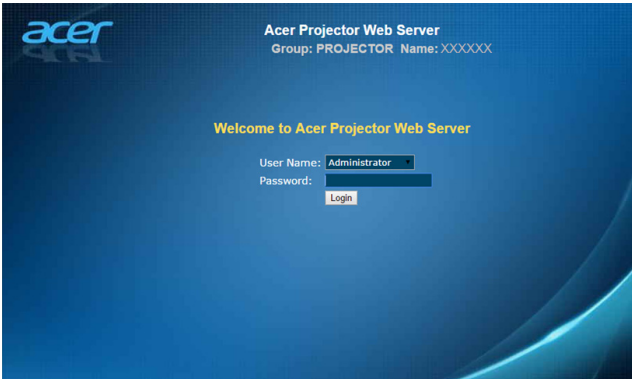 acer
Acer Projector Web Server
Group: PROJECTOR Name: XXXXXX
Welcome to Acer Projector Web Server
User Name: Administrator
Password:
Login